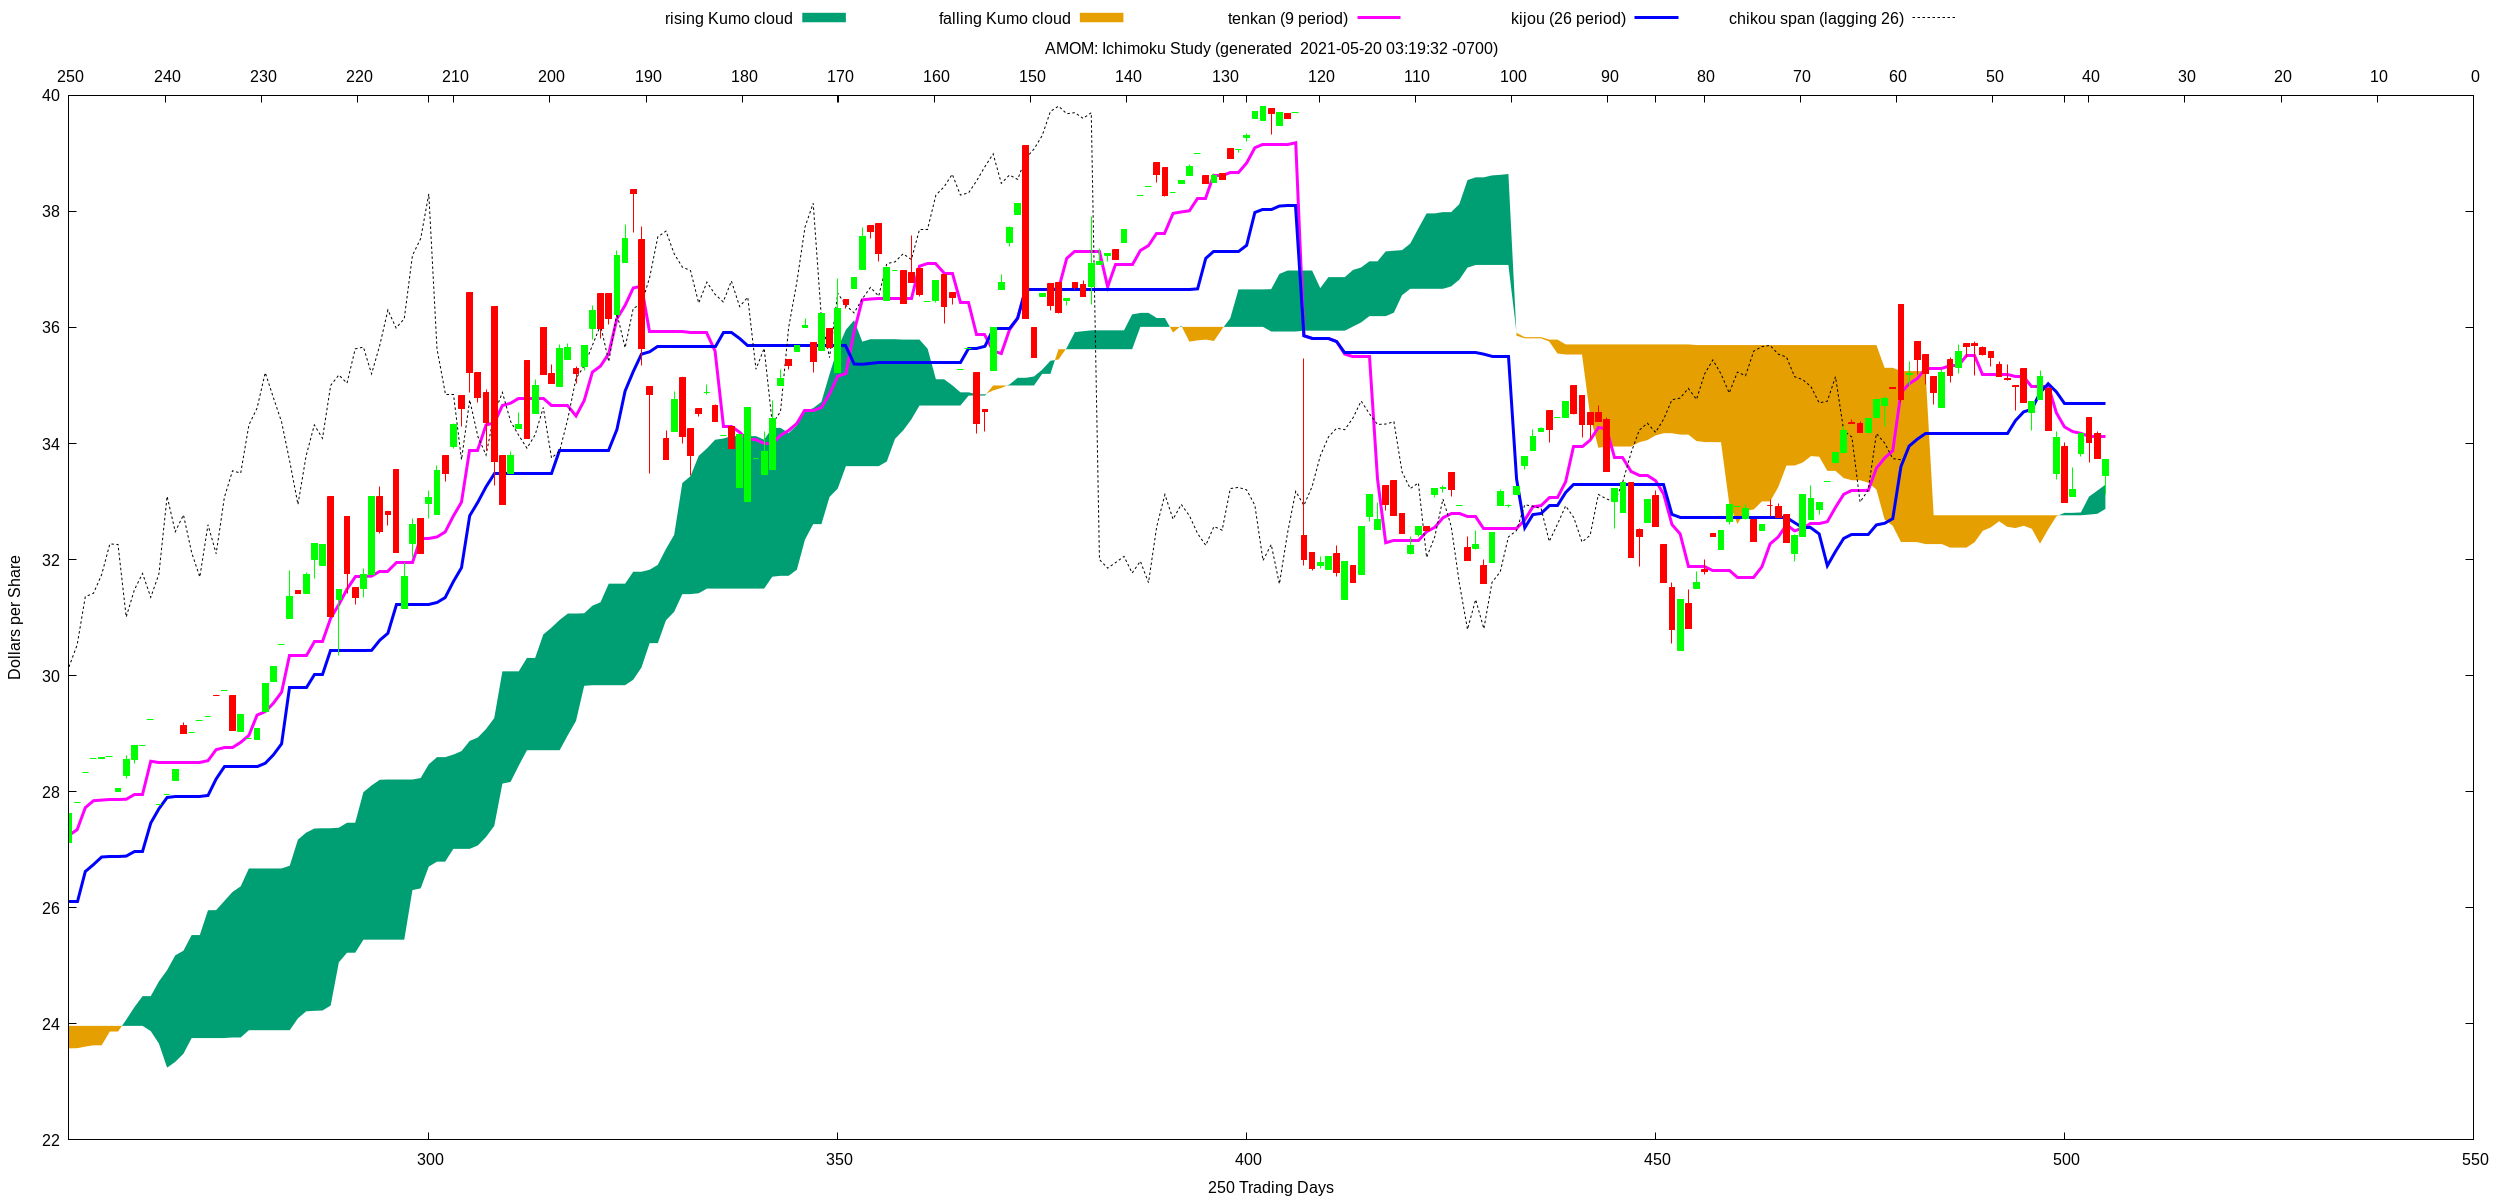 rising Kumo cloud falling Kumo cloud tenkan (9 period) kijou (26 period) chikou span (lagging 26)
AMOM: Ichimoku Study (generated  2021-05-20 03:19:32 -0700)
250 240 230 220 210 200 190 180 170 160 150 140 130 120 110 100 90 80 70 60 50 40 30 20 10 0
40
38
36
34
32
30
28
26
24
22
Dollars per Share
300 350 400 450 500 550
250 Trading Days